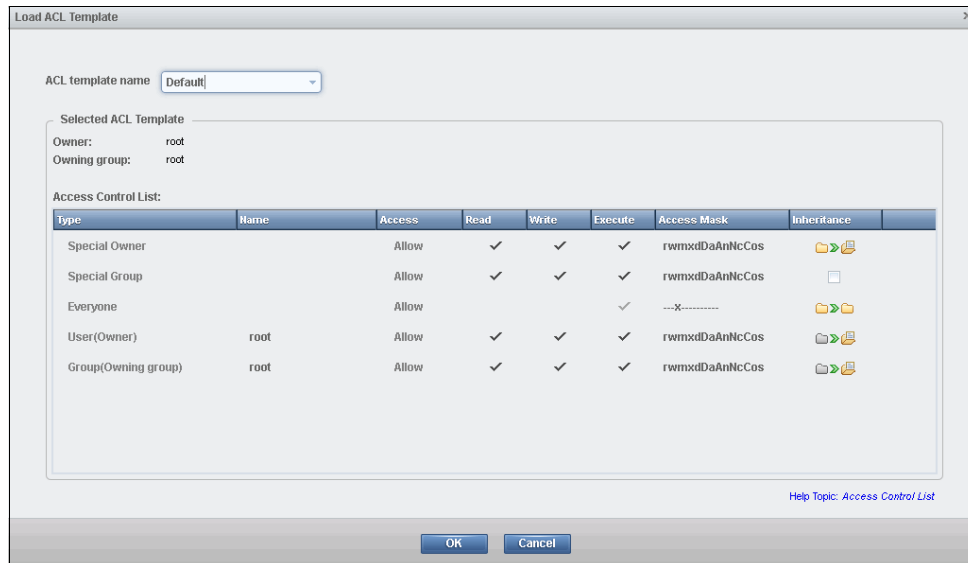 Load ACL Template
ACL template name Default
Selected ACL Template
Owner: root
Owning group: root
Access Control List:
Type Name Access Read Write Execute Access Mask Inheritance
Special Owner Allow rwmxdDaAnNcCos
Special Group Allow rwmxdDaAnNcCos
Everyone Allow ---x----------
User(Owner) root Allow rwmxdDaAnNcCos
Group(Owning group) root Allow rwmxdDaAnNcCos
Help Topic: Access Control List
OK Cancel